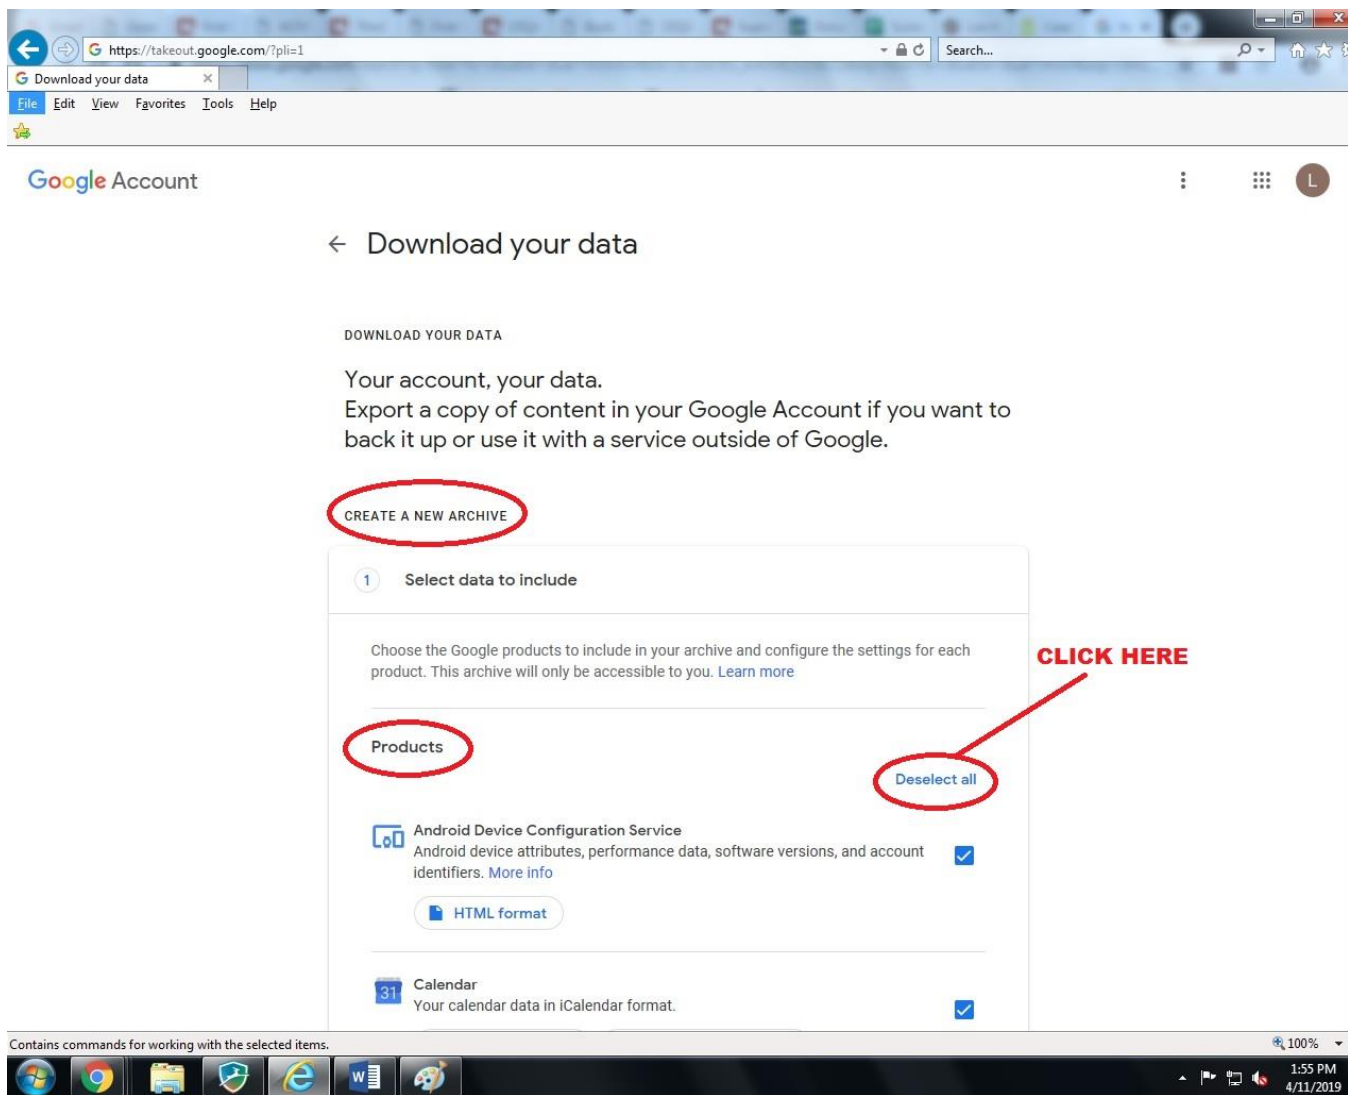 https://takeout.google.com/?pli=1
Search...
Download your data
File Edit View Favorites Tools Help
Google Account
L
Download your data
DOWNLOAD YOUR DATA
Your account, your data.
Export a copy of content in your Google Account if you want to
back it up or use it with a service outside of Google.
CREATE A NEW ARCHIVE
1 Select data to include
Choose the Google products to include in your archive and configure the settings for each
product. This archive will only be accessible to you. Learn more
CLICK HERE
Products
Deselect all
Android Device Configuration Service
Android device attributes, performance data, software versions, and account
identifiers. More info
HTML format
31
Calendar
Your calendar data in iCalendar format.
Contains commands for working with the selected items.
100%
1:55 PM
4/11/2019